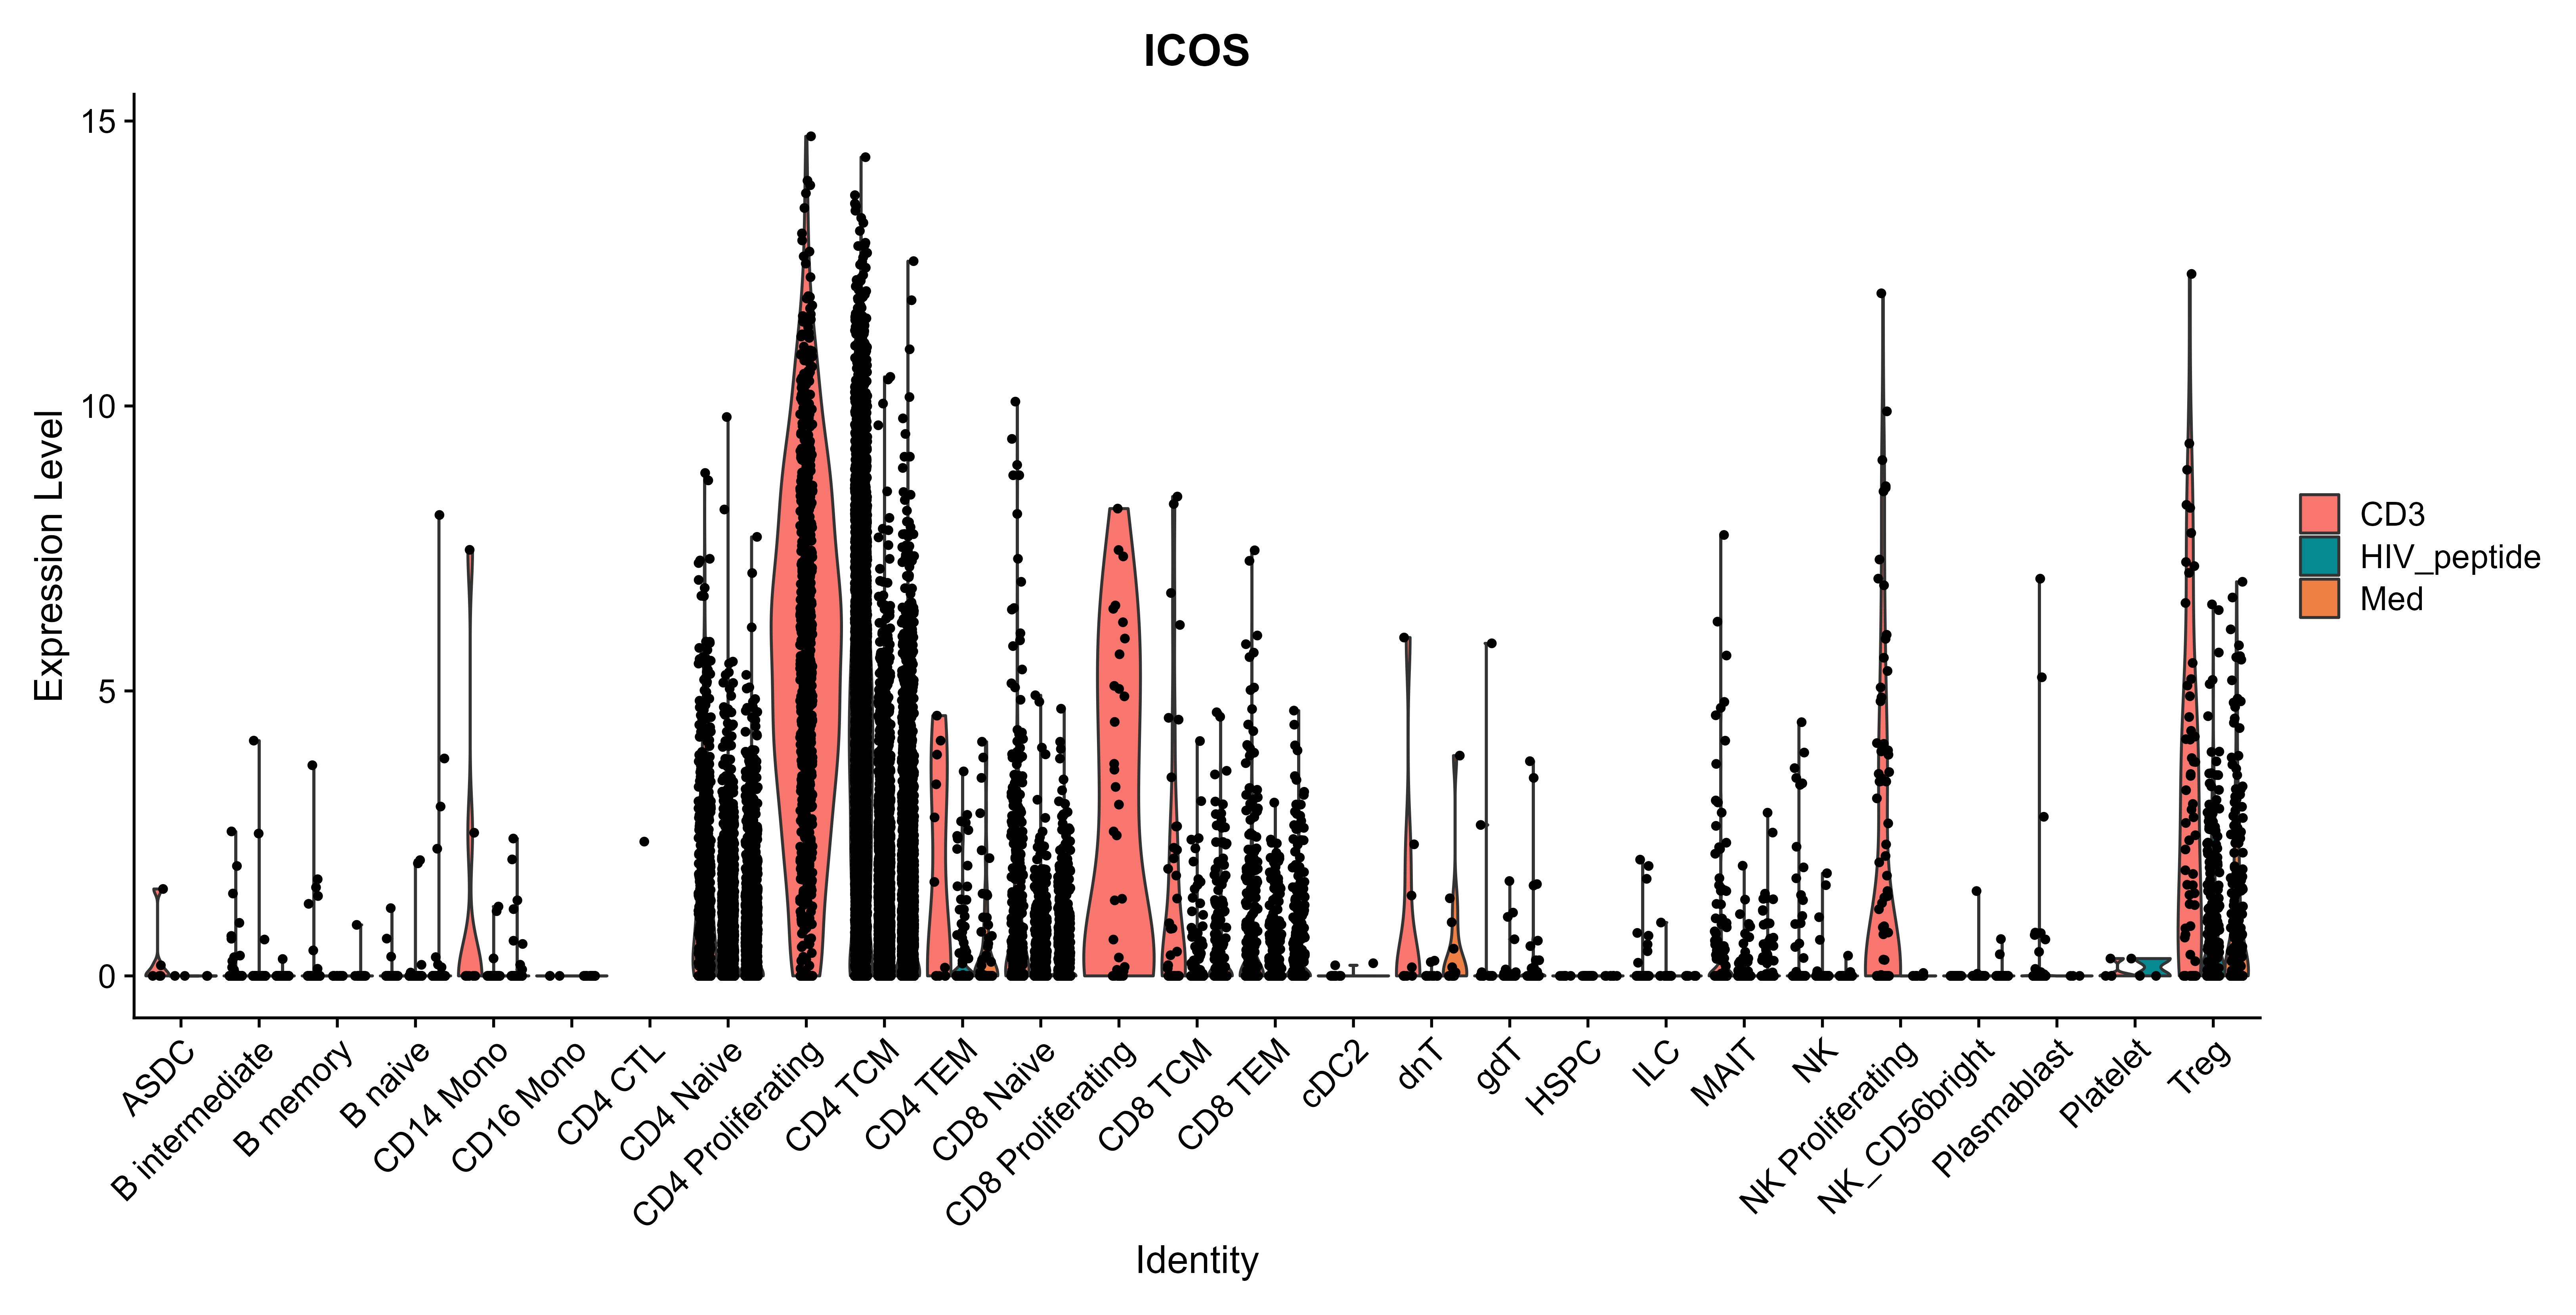 ICOS
Expression Level
15
10
5
0
ASDC
B intermediate
B memory
B naive
CD14 Mono
CD16 Mono
CD4 CTL
CD4 Naive
CD4 Proliferating
CD4 TCM
CD4 TEM
CD8 Naive
CD8 Proliferating
CD8 TCM
CD8 TEM
cDC2
dnT
gdT
HSPC
ILC
MAIT
NK
NK Proliferating
NK_CD56bright
Plasmablast
Platelet
Treg
Identity
CD3
HIV_peptide
Med